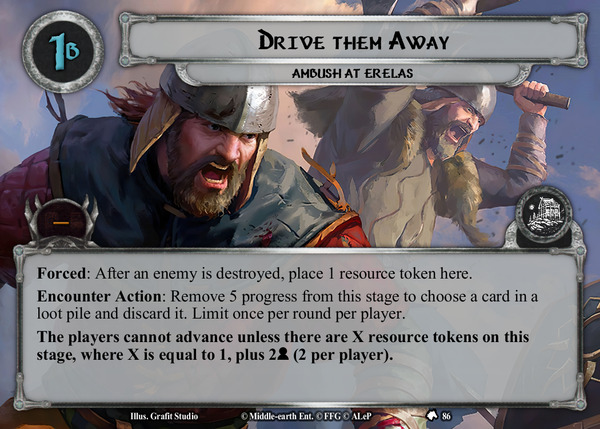 1B
DRIVE THEM AWAY
AMBUSH AT ERELAS
–
Forced: After an enemy is destroyed, place 1 resource token here.
Encounter Action: Remove 5 progress from this stage to choose a card in a
loot pile and discard it. Limit once per round per player.
The players cannot advance unless there are X resource tokens on this
stage, where X is equal to 1, plus 2 (2 per player).
Illus. Grafit Studio © Middle-earth Ent. © FFG © ALeP 86